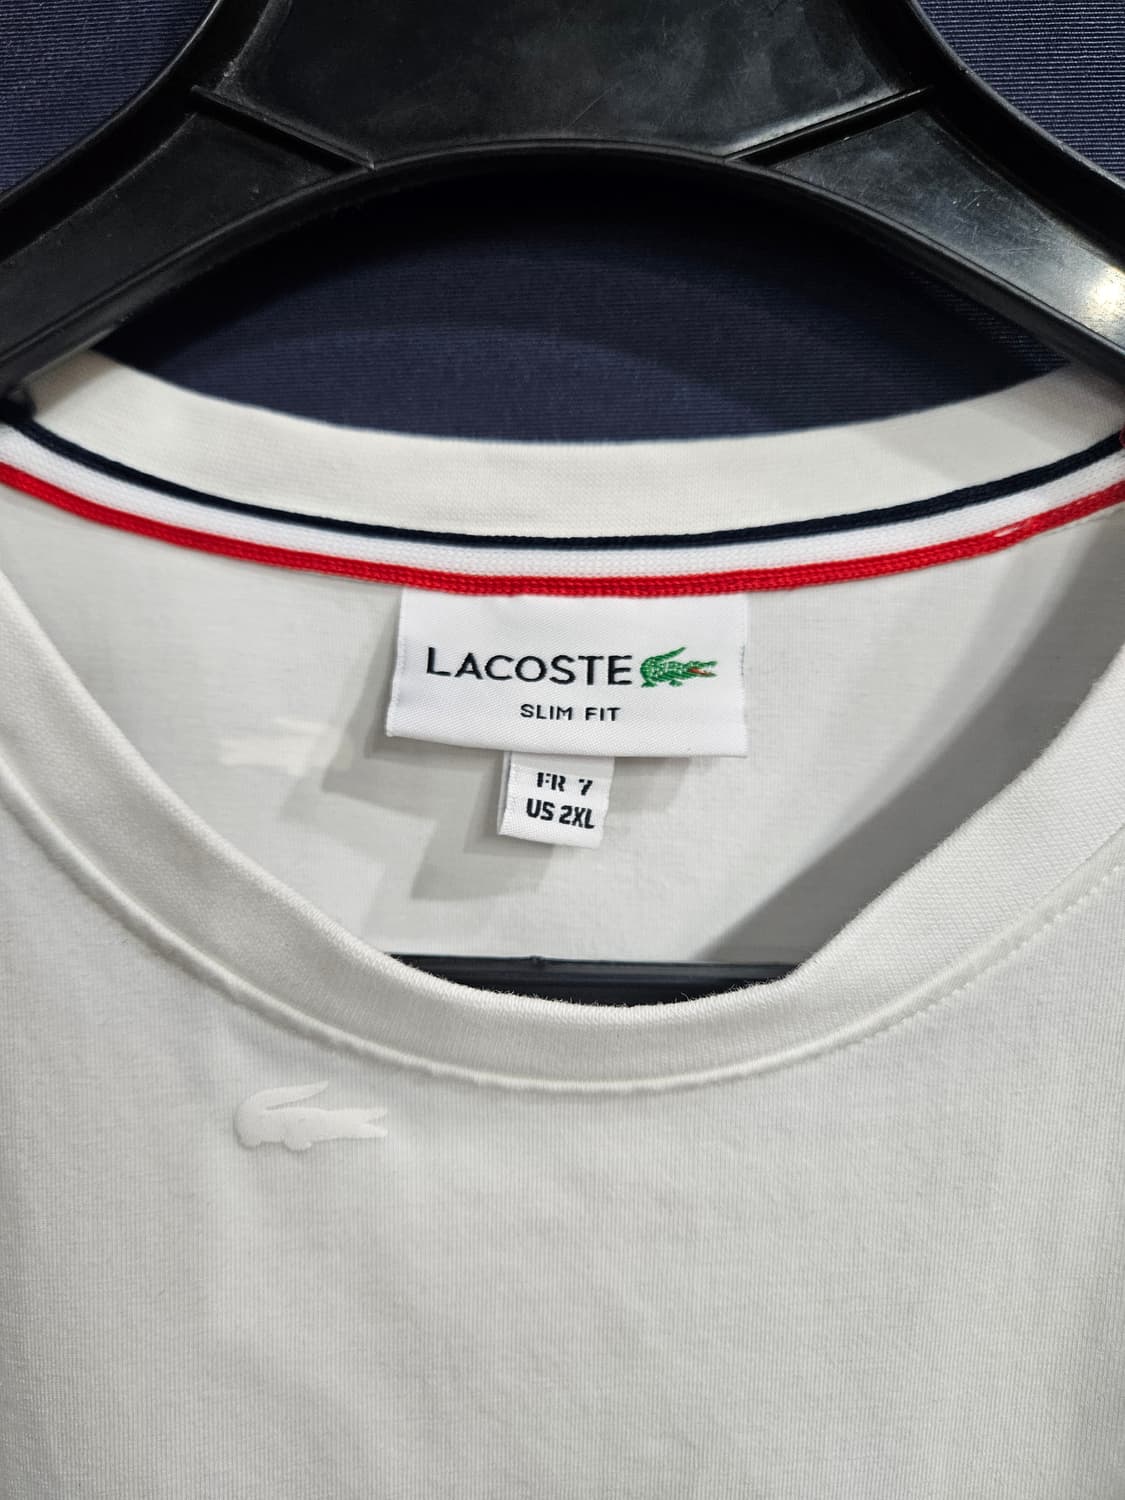 LACOSTE
SLIM FIT
FR 7
US 2XL